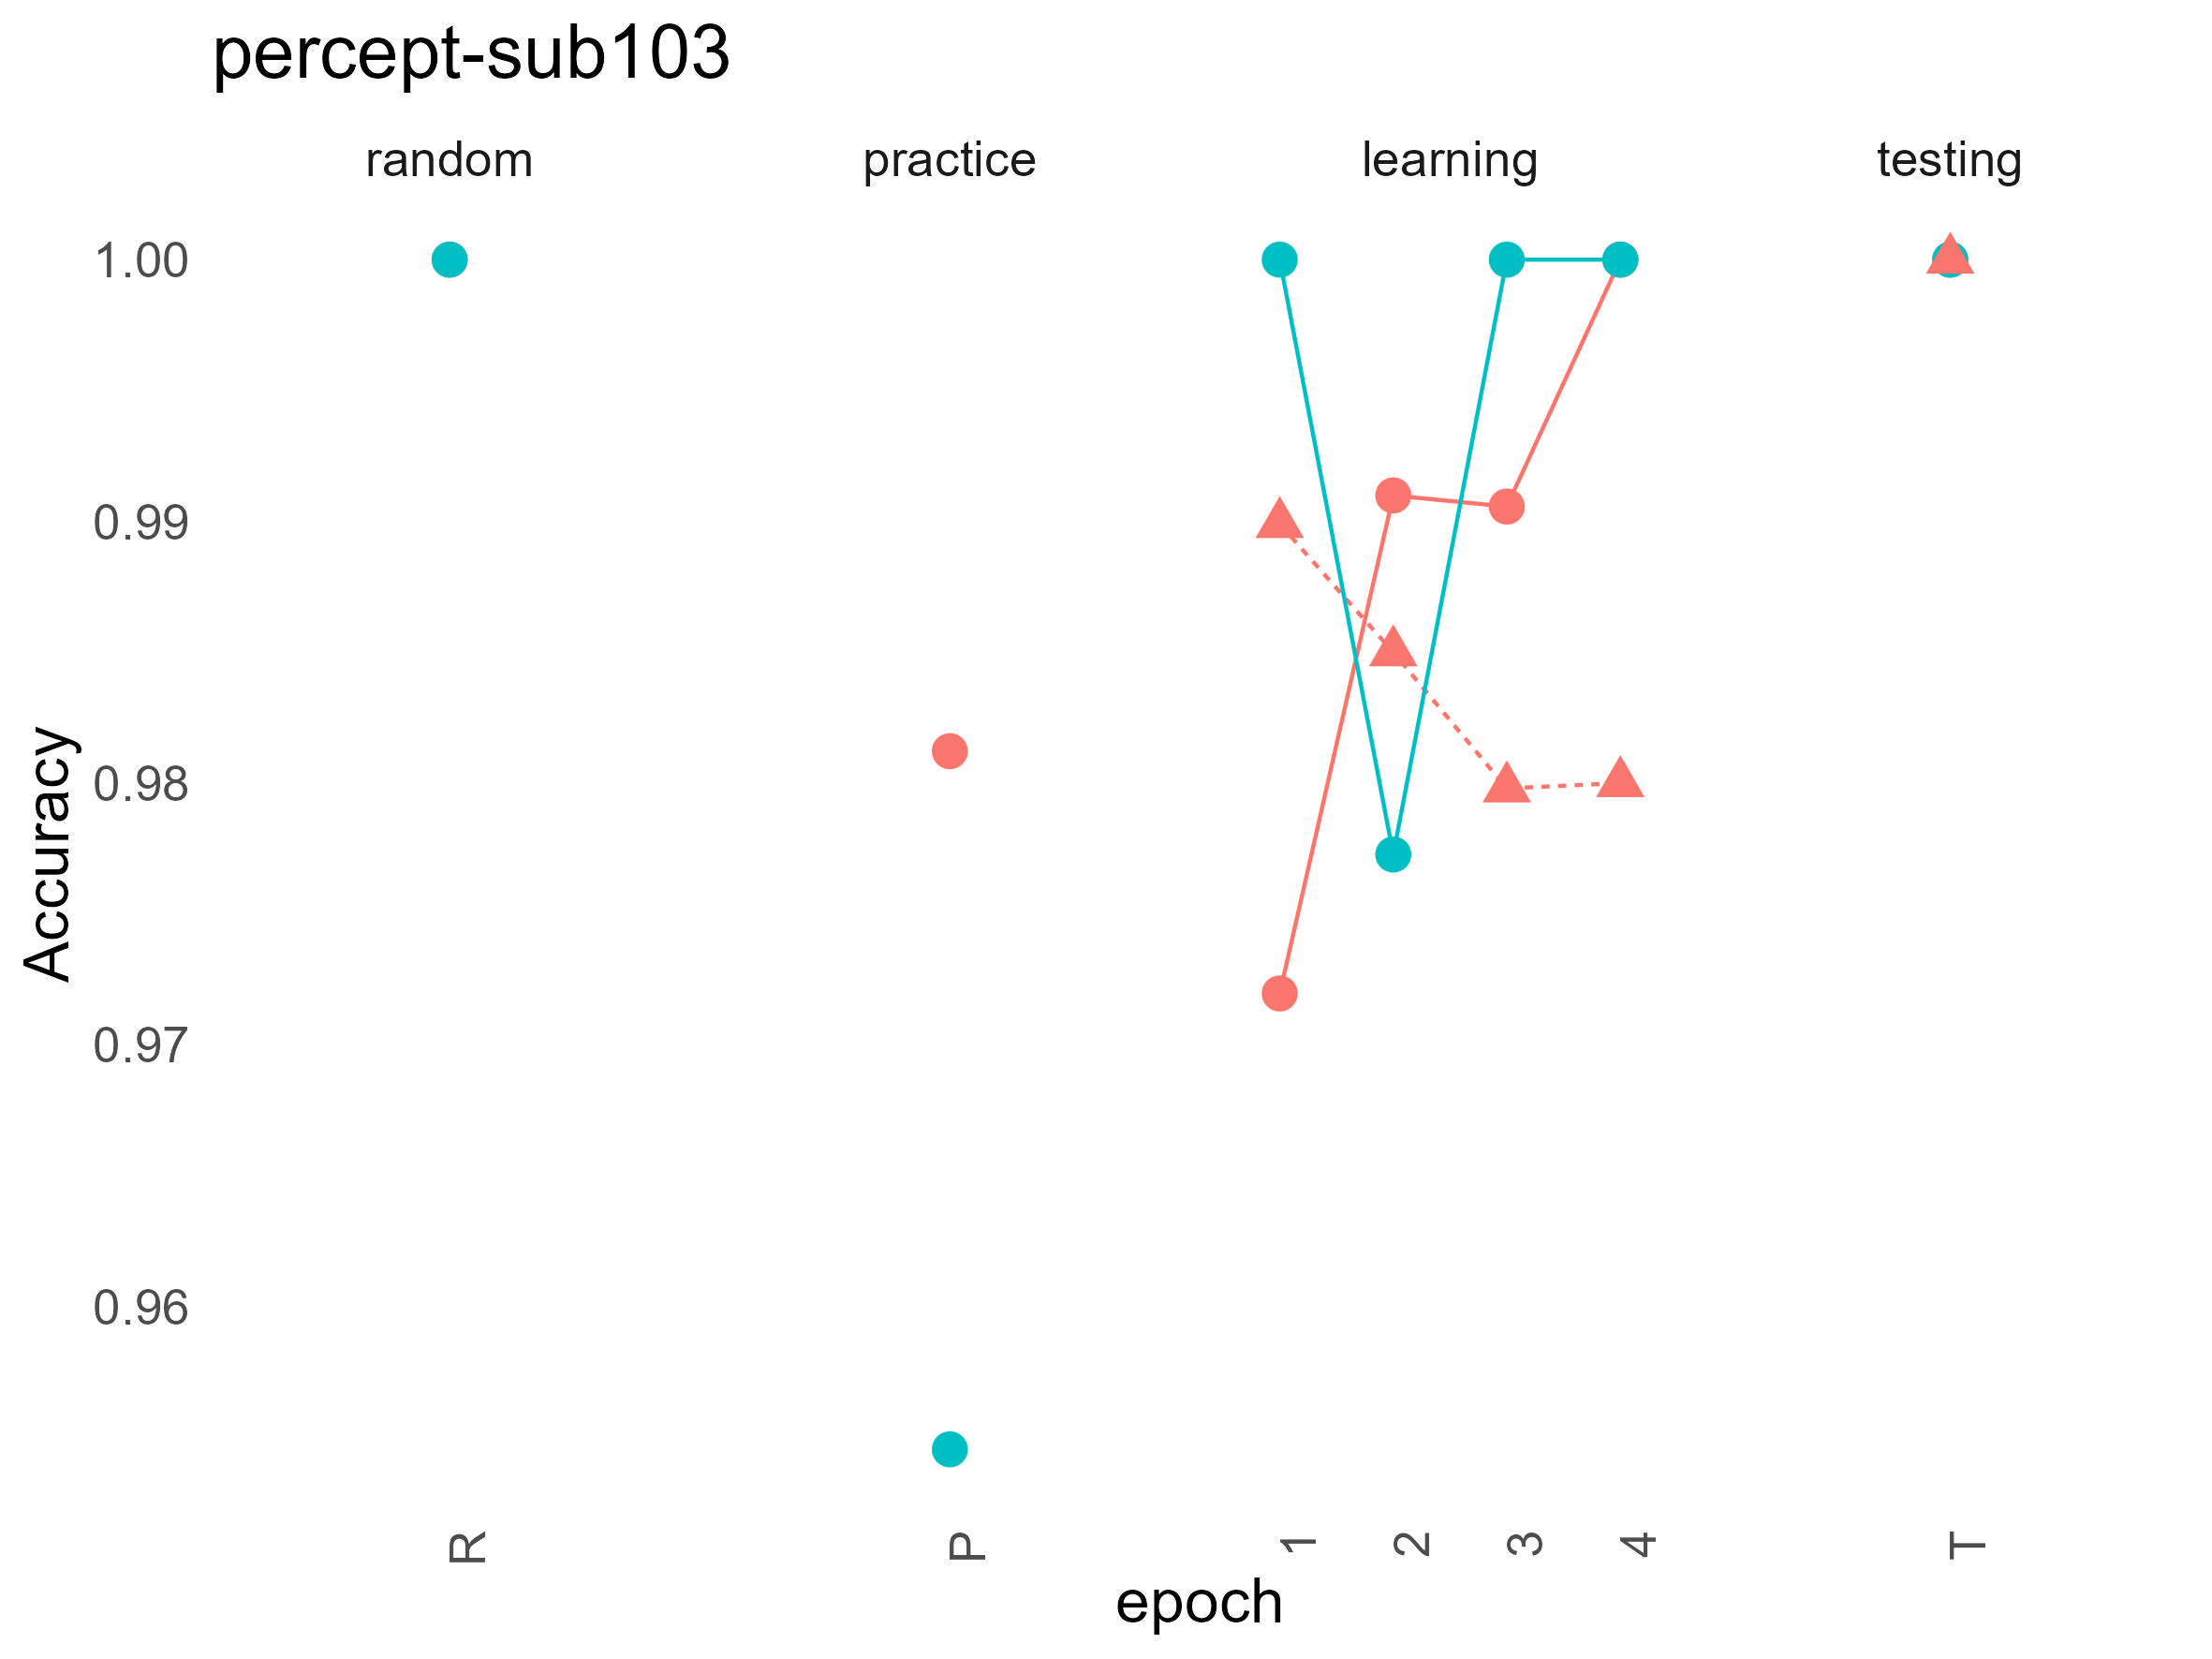 percept-sub103
random practice learning testing
1.00
0.99
0.98
0.97
0.96
Accuracy
R P 1 2 3 4 T
epoch